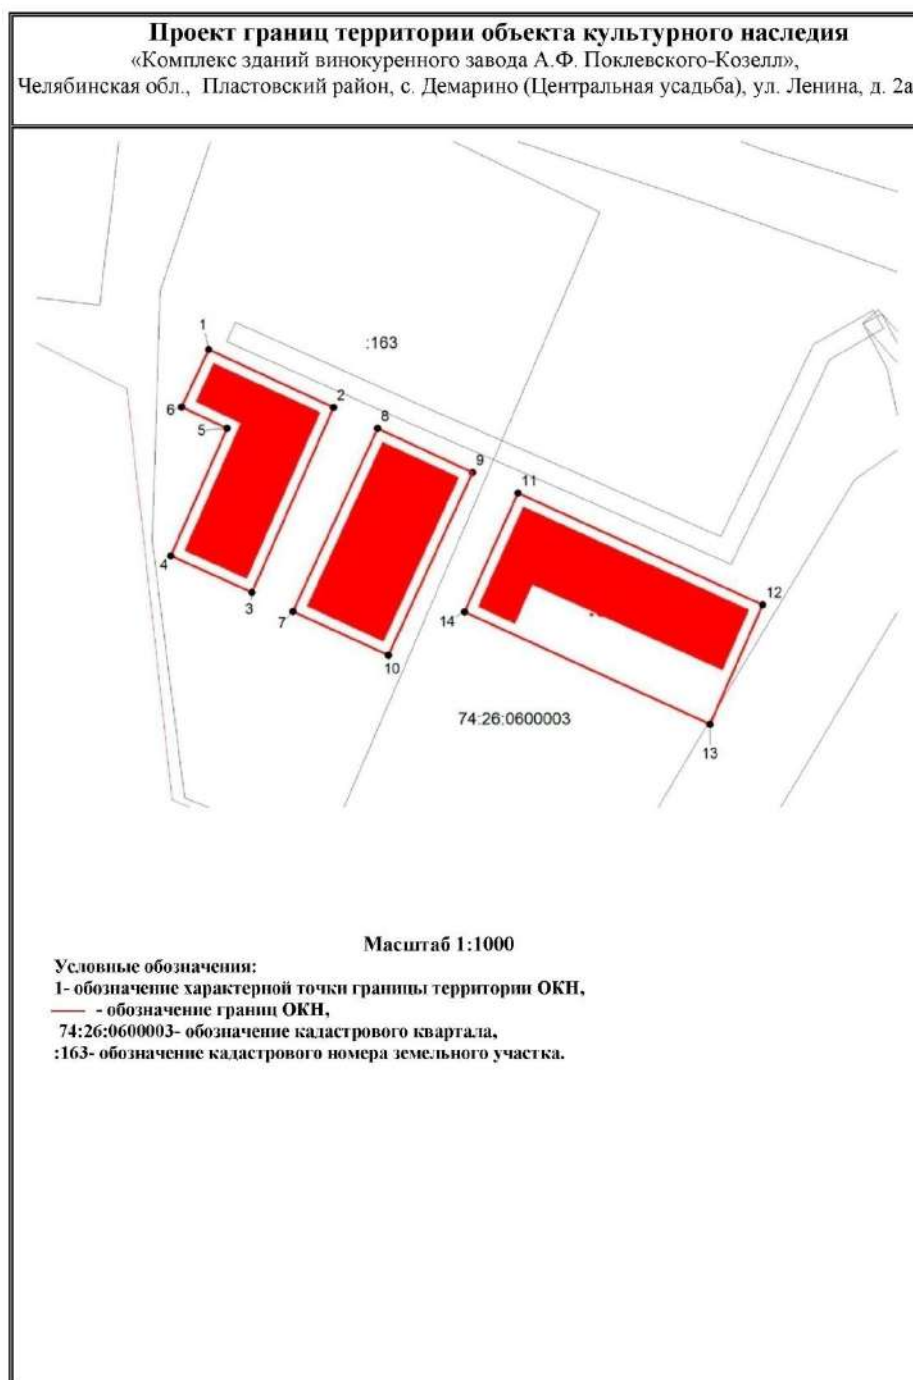 Проект границ территории объекта культурного наследия
«Комплекс зданий винокуренного завода А.Ф. Поклевского-Козелл»,
Челябинская обл., Пластовский район, с. Демарино (Центральная усадьба), ул. Ленина, д. 2а
1
:163
2
6
8
5
9
11
4
12
3
7
14
10
74:26:0600003
13
Масштаб 1:1000
Условные обозначения:
1- обозначение характерной точки границы территории ОКН,
- обозначение границ ОКН,
74:26:0600003- обозначение кадастрового квартала,
:163- обозначение кадастрового номера земельного участка.